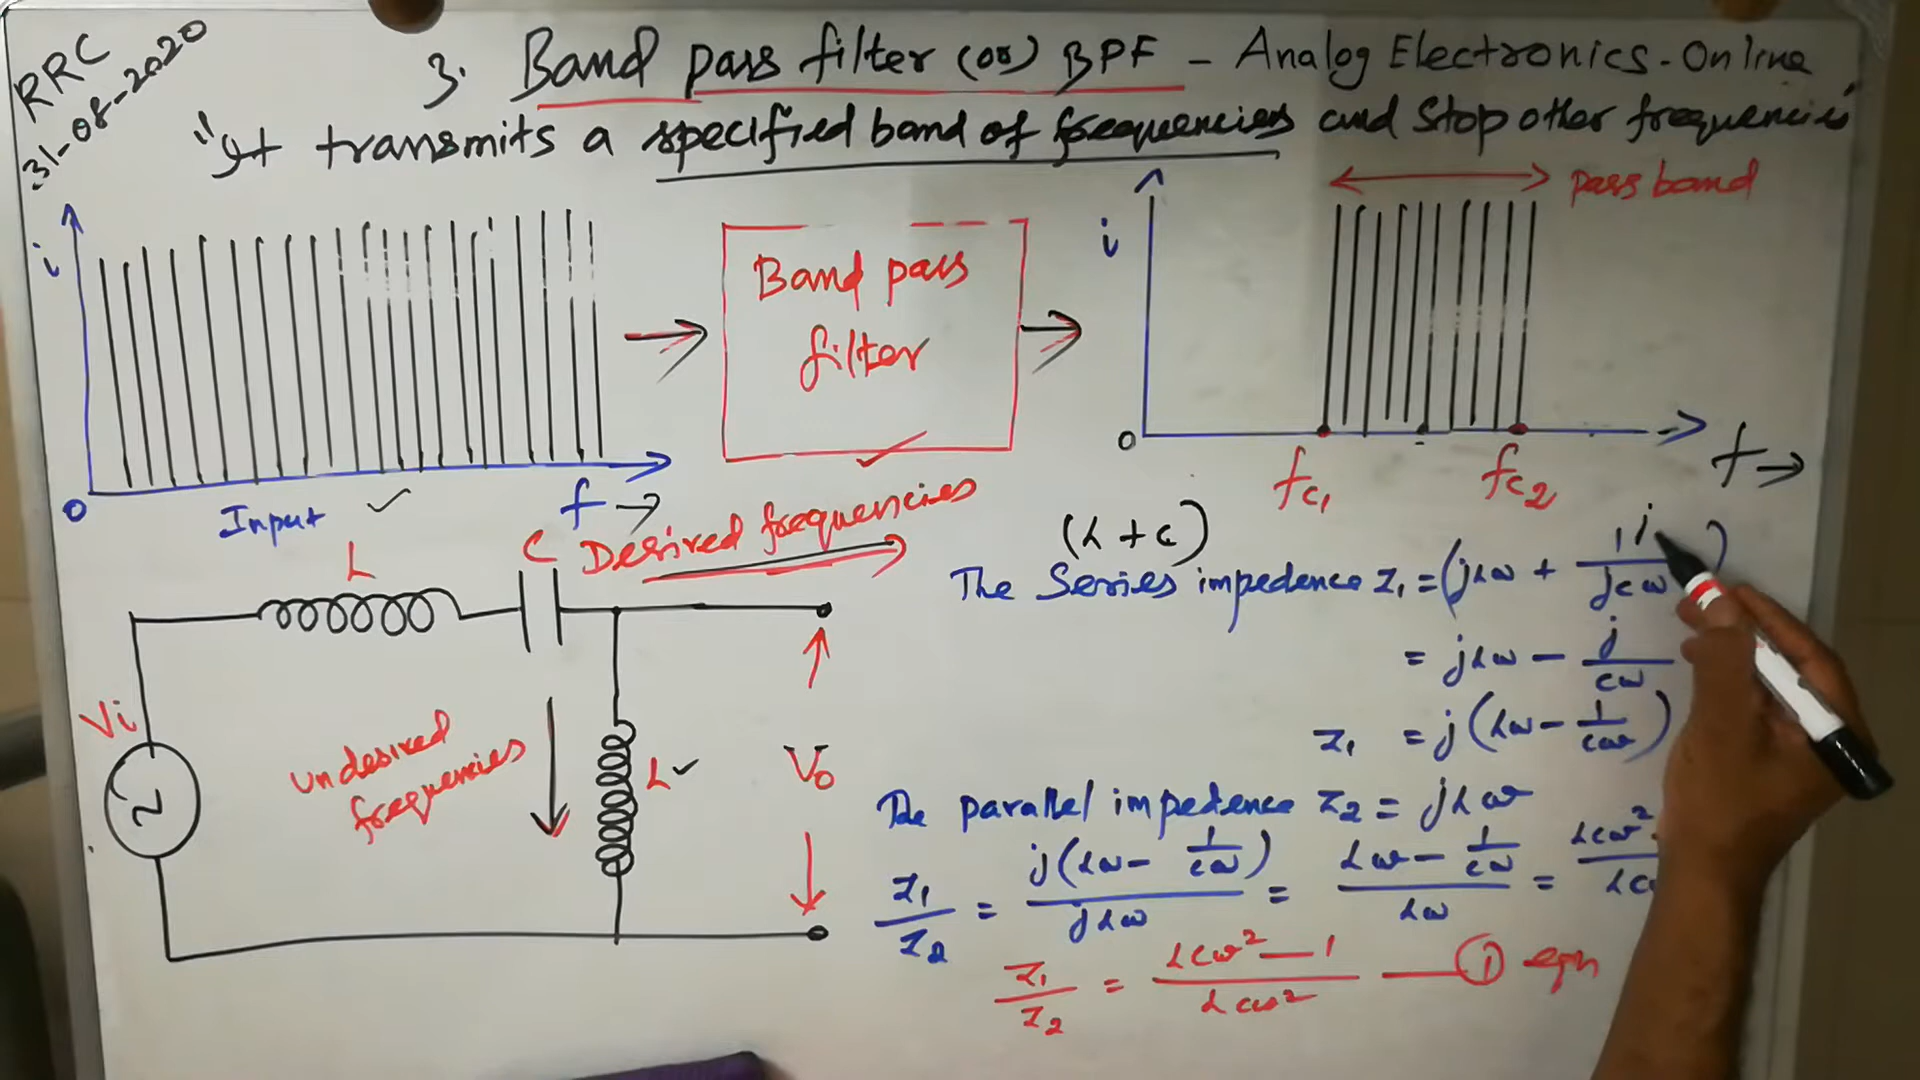 RRC
31-08-2020
3. Band pass filter (or) BPF - Analog Electronics - Online
"It transmits a specified band of frequencies and stop other frequencies"
i
0
Input ✓
f →
Band pass
filter
i
pass band
0
fc1
fc2
f →
L
C
Desired frequencies
Vi
~
undesired
frequencies
L ✓
Vo
(L + C)
The Series impedence Z1 = (jLω + 1 j / jcω)
= jLω - j/cω
Z1 = j(Lω - 1/cω)
The parallel impedence Z2 = jLω
Z1/Z2 = j(Lω - 1/cω) / jLω = (Lω - 1/cω) / Lω = Lcω² / Lc
Z1/Z2 = (Lcω² - 1) / Lcω² — ① eqn